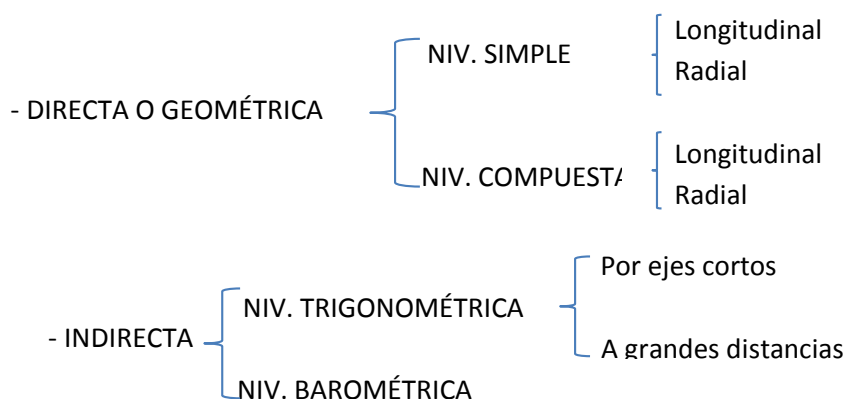 - DIRECTA O GEOMÉTRICA
NIV. SIMPLE
Longitudinal
Radial
NIV. COMPUESTA
Longitudinal
Radial
- INDIRECTA
NIV. TRIGONOMÉTRICA
Por ejes cortos
A grandes distancias
NIV. BAROMÉTRICA